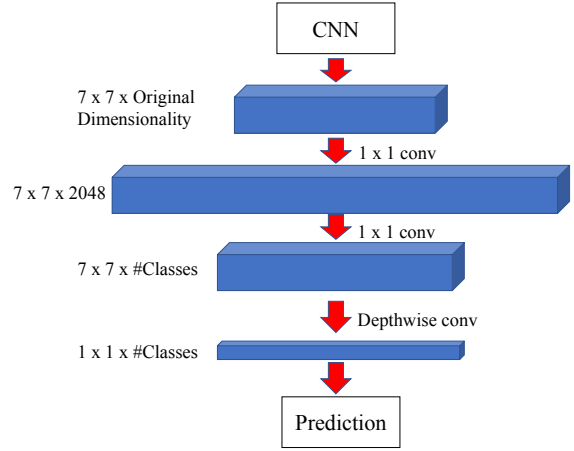 CNN
7 x 7 x Original
Dimensionality
1 x 1 conv
7 x 7 x 2048
1 x 1 conv
7 x 7 x #Classes
Depthwise conv
1 x 1 x #Classes
Prediction